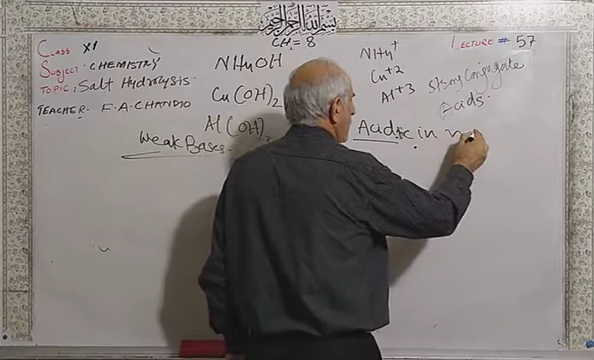 بسم الله الرحمن الرحيم
CH = 8
CLASS XI
SUBJECT: CHEMISTRY
TOPIC: Salt Hydrolysis.
TEACHER. F.A. CHANDIO
LECTURE # 57
NH4OH
Cu(OH)2
Al(OH)3
Weak Bases.
NH4+
Cu+2
Al+3
Strong Conjugate
Acids.
Acidic in n